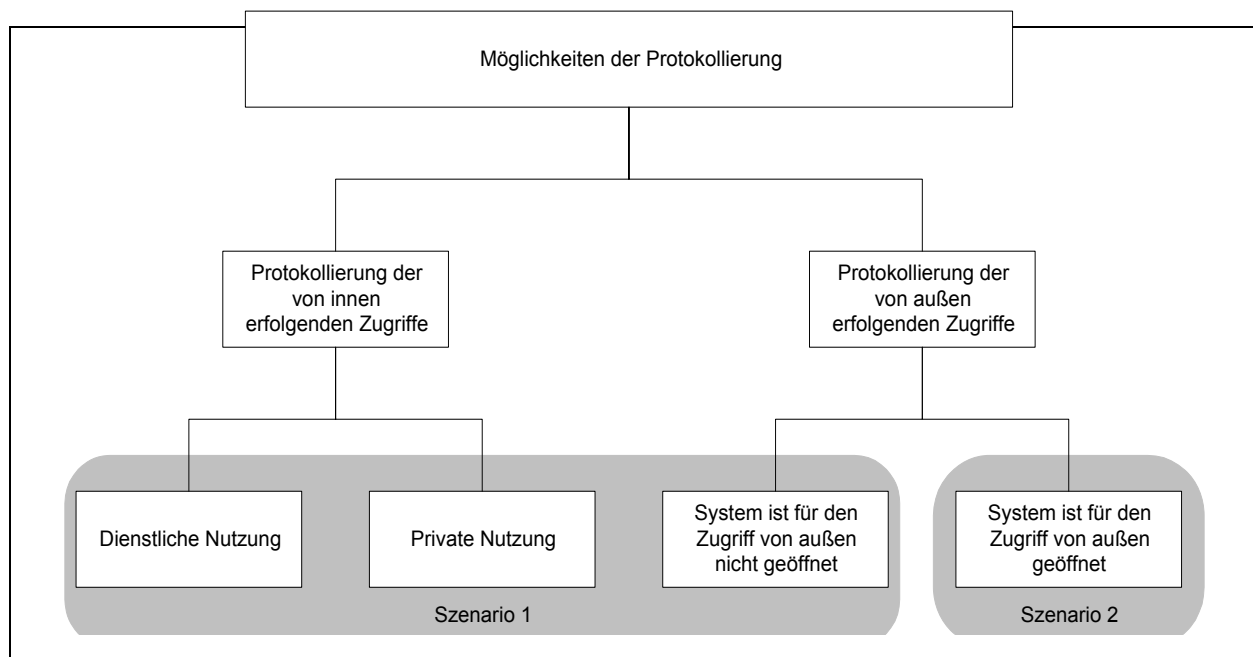 Möglichkeiten der Protokollierung
Protokollierung der
von innen
erfolgenden Zugriffe
Protokollierung der
von außen
erfolgenden Zugriffe
Dienstliche Nutzung
Private Nutzung
System ist für den
Zugriff von außen
nicht geöffnet
System ist für den
Zugriff von außen
geöffnet
Szenario 1
Szenario 2